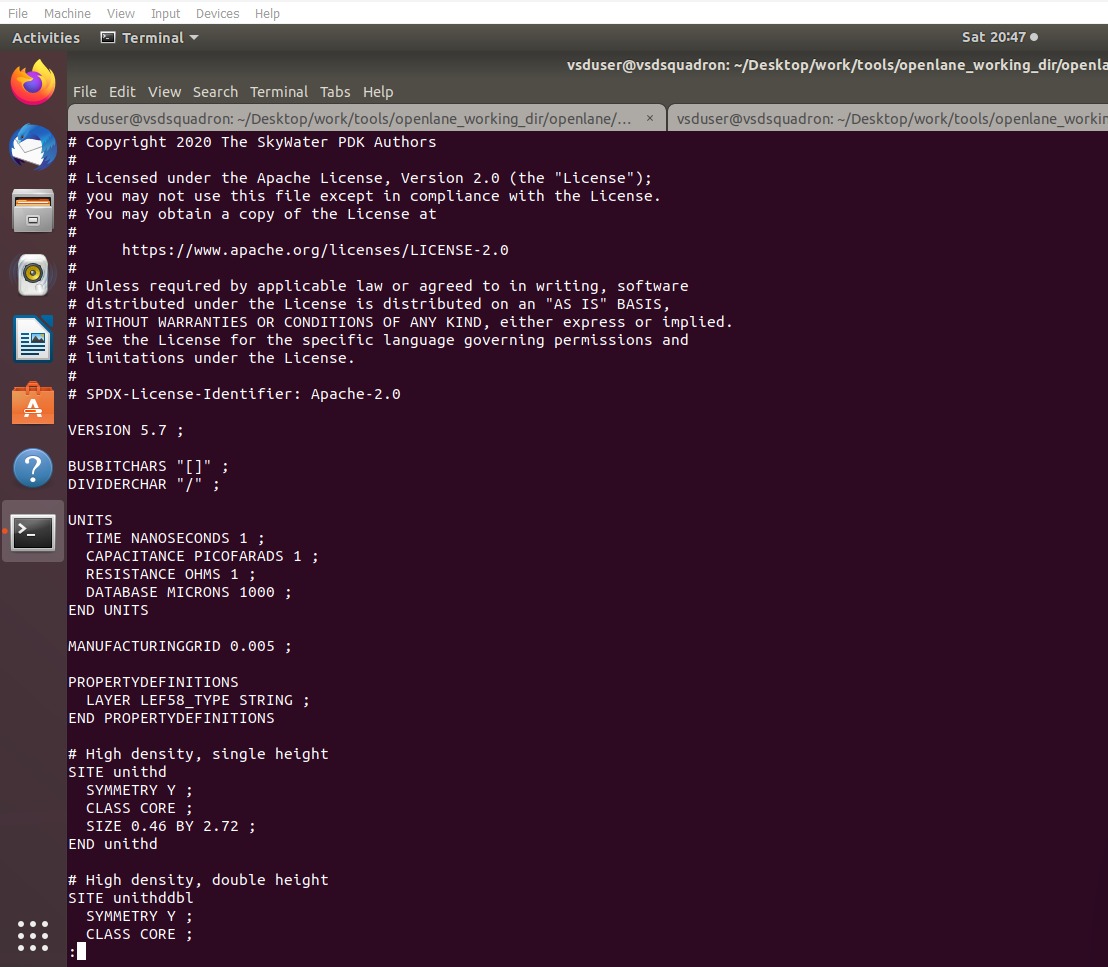 File Machine View Input Devices Help
Activities Terminal Sat 20:47
vsduser@vsdsquadron: ~/Desktop/work/tools/openlane_working_dir/openla
File Edit View Search Terminal Tabs Help
vsduser@vsdsquadron: ~/Desktop/work/tools/openlane_working_dir/openlane/... × vsduser@vsdsquadron: ~/Desktop/work/tools/openlane_workin
# Copyright 2020 The SkyWater PDK Authors
#
# Licensed under the Apache License, Version 2.0 (the "License");
# you may not use this file except in compliance with the License.
# You may obtain a copy of the License at
#
#     https://www.apache.org/licenses/LICENSE-2.0
#
# Unless required by applicable law or agreed to in writing, software
# distributed under the License is distributed on an "AS IS" BASIS,
# WITHOUT WARRANTIES OR CONDITIONS OF ANY KIND, either express or implied.
# See the License for the specific language governing permissions and
# limitations under the License.
#
# SPDX-License-Identifier: Apache-2.0

VERSION 5.7 ;

BUSBITCHARS "[]" ;
DIVIDERCHAR "/" ;

UNITS
  TIME NANOSECONDS 1 ;
  CAPACITANCE PICOFARADS 1 ;
  RESISTANCE OHMS 1 ;
  DATABASE MICRONS 1000 ;
END UNITS

MANUFACTURINGGRID 0.005 ;

PROPERTYDEFINITIONS
  LAYER LEF58_TYPE STRING ;
END PROPERTYDEFINITIONS

# High density, single height
SITE unithd
  SYMMETRY Y ;
  CLASS CORE ;
  SIZE 0.46 BY 2.72 ;
END unithd

# High density, double height
SITE unithddbl
  SYMMETRY Y ;
  CLASS CORE ;
: